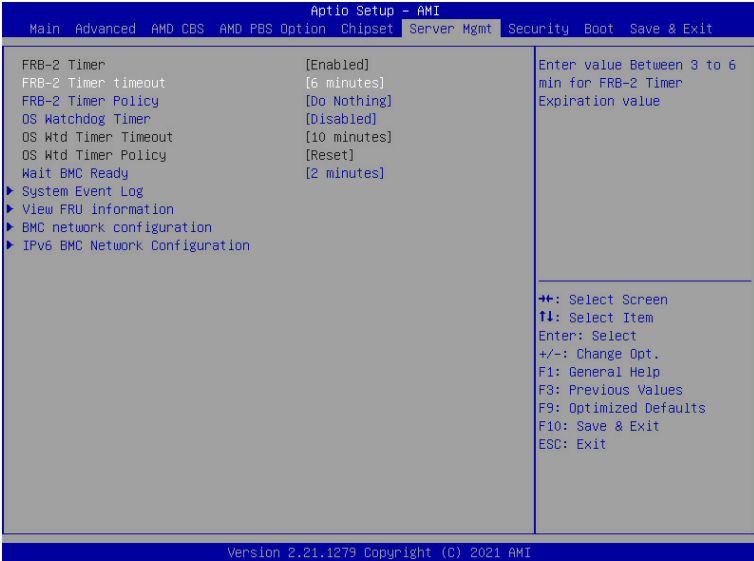 Aptio Setup - AMI
Main Advanced AMD CBS AMD PBS Option Chipset Server Mgmt Security Boot Save & Exit
FRB-2 Timer [Enabled]
FRB-2 Timer timeout [6 minutes]
FRB-2 Timer Policy [Do Nothing]
OS Watchdog Timer [Disabled]
OS Wtd Timer Timeout [10 minutes]
OS Wtd Timer Policy [Reset]
Wait BMC Ready [2 minutes]
System Event Log
View FRU information
BMC network configuration
IPv6 BMC Network Configuration
Enter value Between 3 to 6
min for FRB-2 Timer
Expiration value
→←: Select Screen
↑↓: Select Item
Enter: Select
+/-: Change Opt.
F1: General Help
F3: Previous Values
F9: Optimized Defaults
F10: Save & Exit
ESC: Exit
Version 2.21.1279 Copyright (C) 2021 AMI